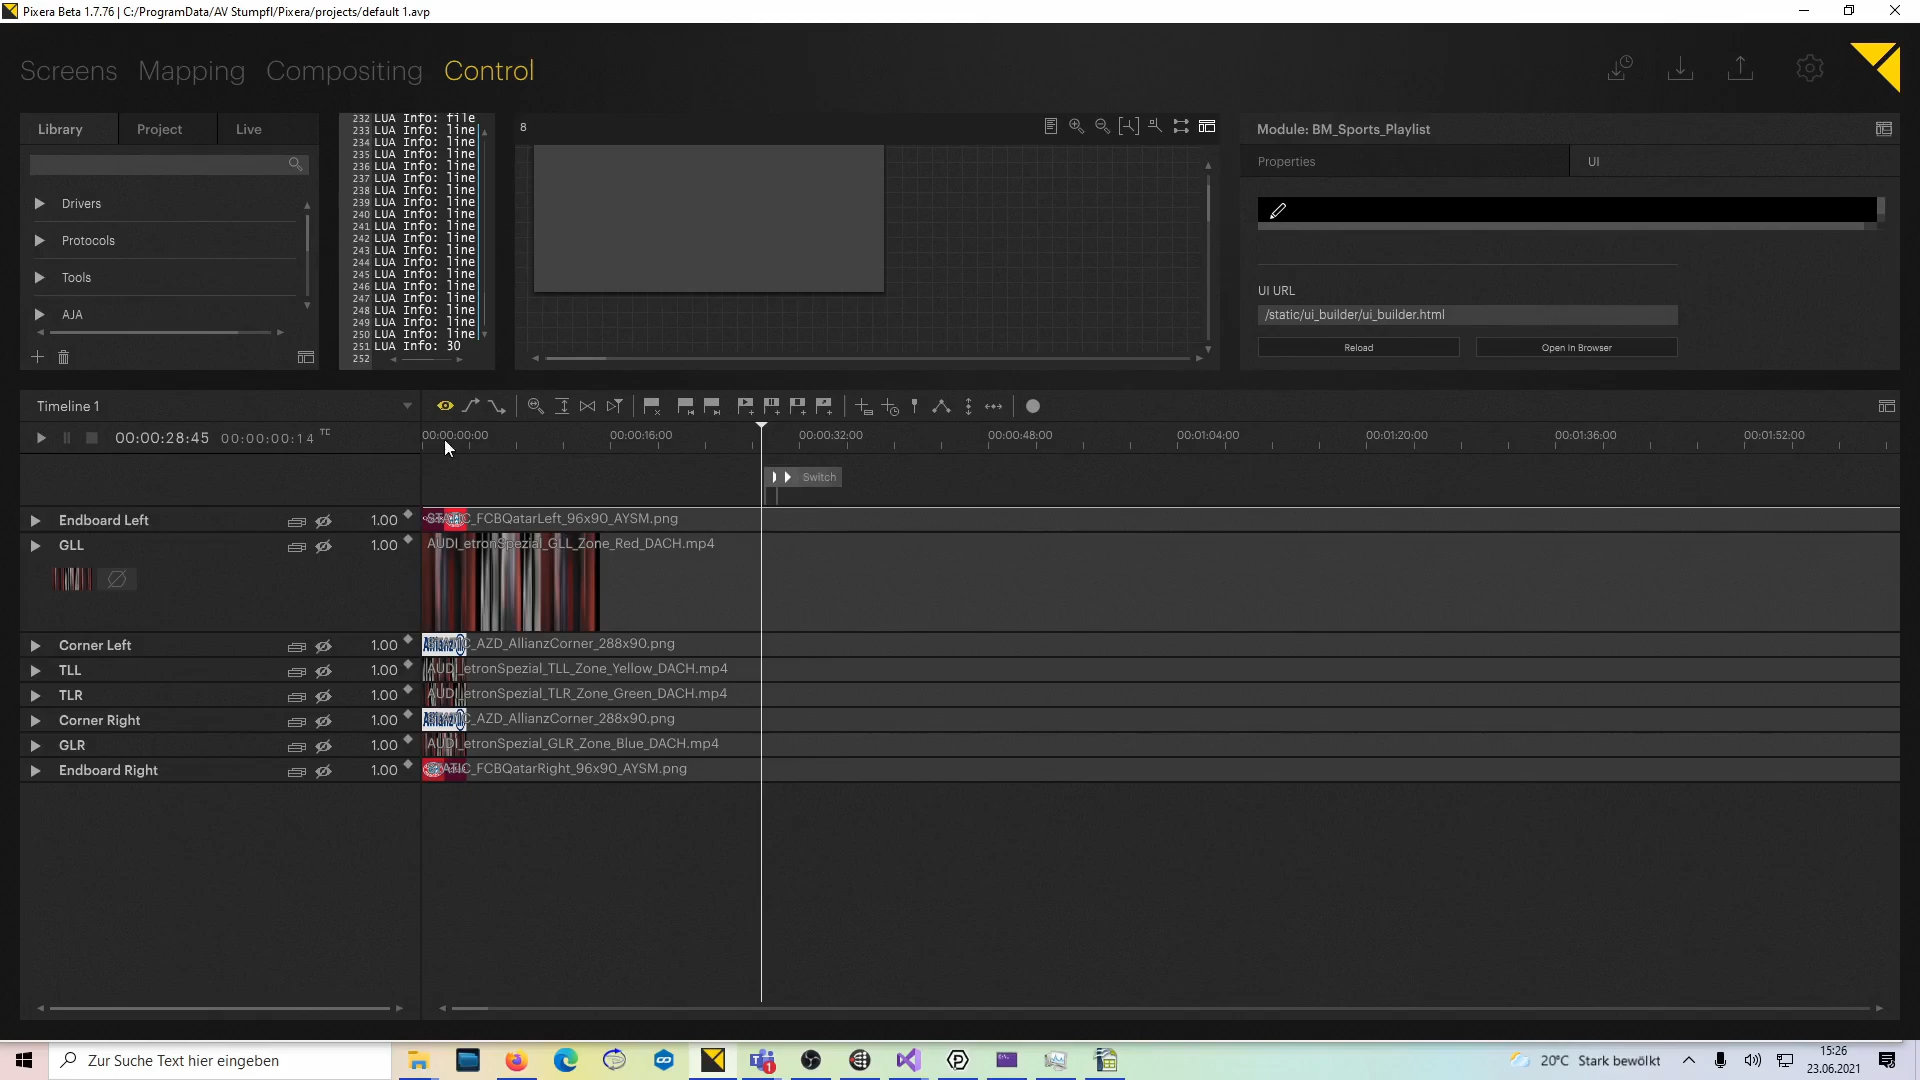 Pixera Beta 1.7.76 | C:/ProgramData/AV Stumpfl/Pixera/projects/default 1.avp
Screens Mapping Compositing Control
Library Project Live
Drivers
Protocols
Tools
AJA
232 LUA Info: file
233 LUA Info: line
234 LUA Info: line
235 LUA Info: line
236 LUA Info: line
237 LUA Info: line
238 LUA Info: line
239 LUA Info: line
240 LUA Info: line
241 LUA Info: line
242 LUA Info: line
243 LUA Info: line
244 LUA Info: line
245 LUA Info: line
246 LUA Info: line
247 LUA Info: line
248 LUA Info: line
249 LUA Info: line
250 LUA Info: line
251 LUA Info: 30
252
8
Module: BM_Sports_Playlist
Properties UI
UI URL
/static/ui_builder/ui_builder.html
Reload Open In Browser
Timeline 1
00:00:28:45 00:00:00:14 TC
00:00:00:00 00:00:16:00 00:00:32:00 00:00:48:00 00:01:04:00 00:01:20:00 00:01:36:00 00:01:52:00
Switch
Endboard Left 1.00 STATIC_FCBQatarLeft_96x90_AYSM.png
GLL 1.00 AUDI_etronSpezial_GLL_Zone_Red_DACH.mp4
Corner Left 1.00 STATIC_AZD_AllianzCorner_288x90.png
TLL 1.00 AUDI_etronSpezial_TLL_Zone_Yellow_DACH.mp4
TLR 1.00 AUDI_etronSpezial_TLR_Zone_Green_DACH.mp4
Corner Right 1.00 STATIC_AZD_AllianzCorner_288x90.png
GLR 1.00 AUDI_etronSpezial_GLR_Zone_Blue_DACH.mp4
Endboard Right 1.00 STATIC_FCBQatarRight_96x90_AYSM.png
Zur Suche Text hier eingeben
1
20°C Stark bewölkt
15:26
23.06.2021